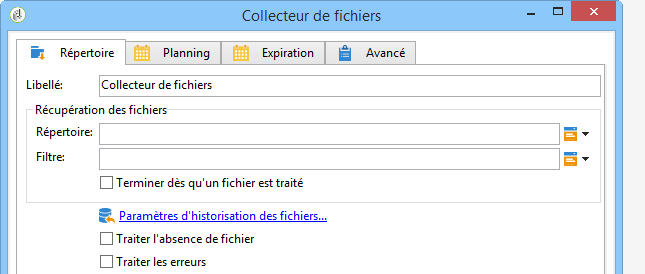 Collecteur de fichiers
Répertoire Planning Expiration Avancé
Libellé: Collecteur de fichiers
Récupération des fichiers
Répertoire:
Filtre:
Terminer dès qu'un fichier est traité
Paramètres d'historisation des fichiers...
Traiter l'absence de fichier
Traiter les erreurs